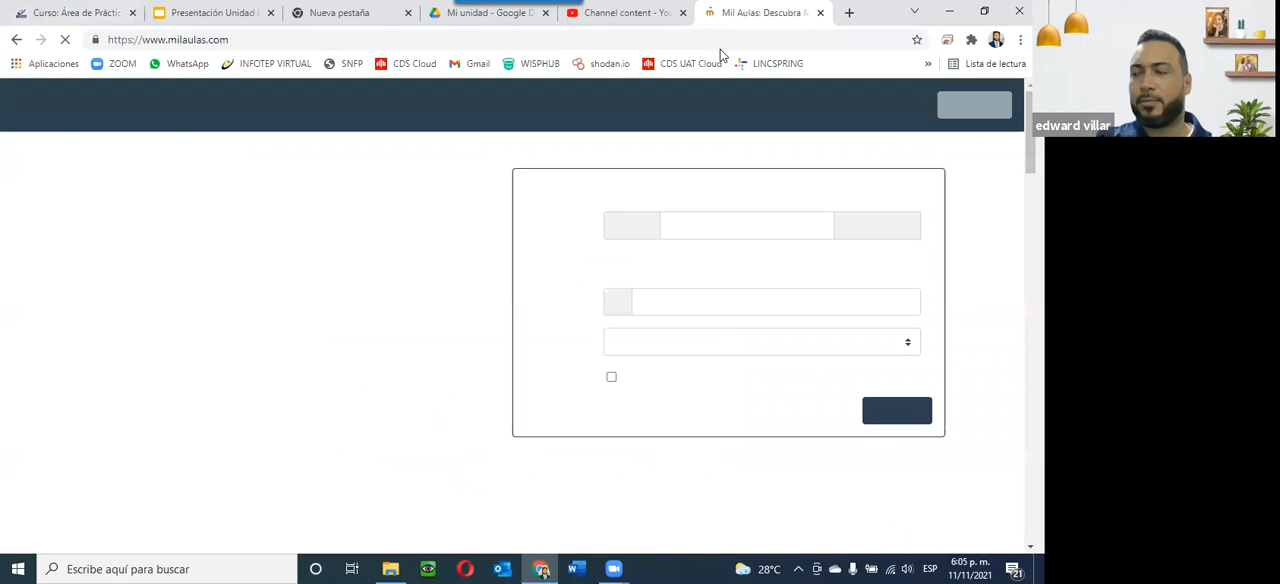 Curso: Área de Práctic
Presentación Unidad I
Nueva pestaña
Mi unidad - Google D
Channel content - Yo
Mil Aulas: Descubra M
https://www.milaulas.com
Aplicaciones
ZOOM
WhatsApp
INFOTEP VIRTUAL
SNFP
CDS Cloud
Gmail
WISPHUB
shodan.io
CDS UAT Cloud
LINCSPRING
»
Lista de lectura
edward villar
Escribe aquí para buscar
28°C
ESP
6:05 p. m.
11/11/2021
21